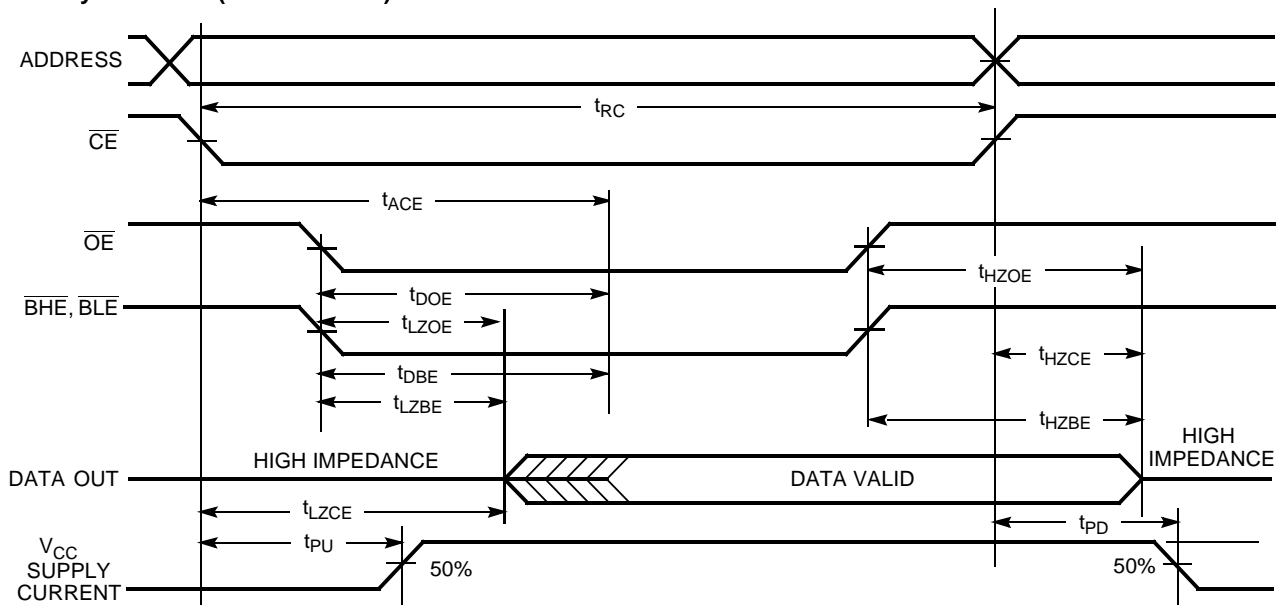 ADDRESS
tRC
CE
tACE
OE
tHZOE
tDOE
BHE, BLE
tLZOE
tHZCE
tDBE
tLZBE
tHZBE
HIGH
IMPEDANCE
HIGH IMPEDANCE
DATA OUT
DATA VALID
tLZCE
tPD
tPU
VCC
SUPPLY
CURRENT
50%
50%